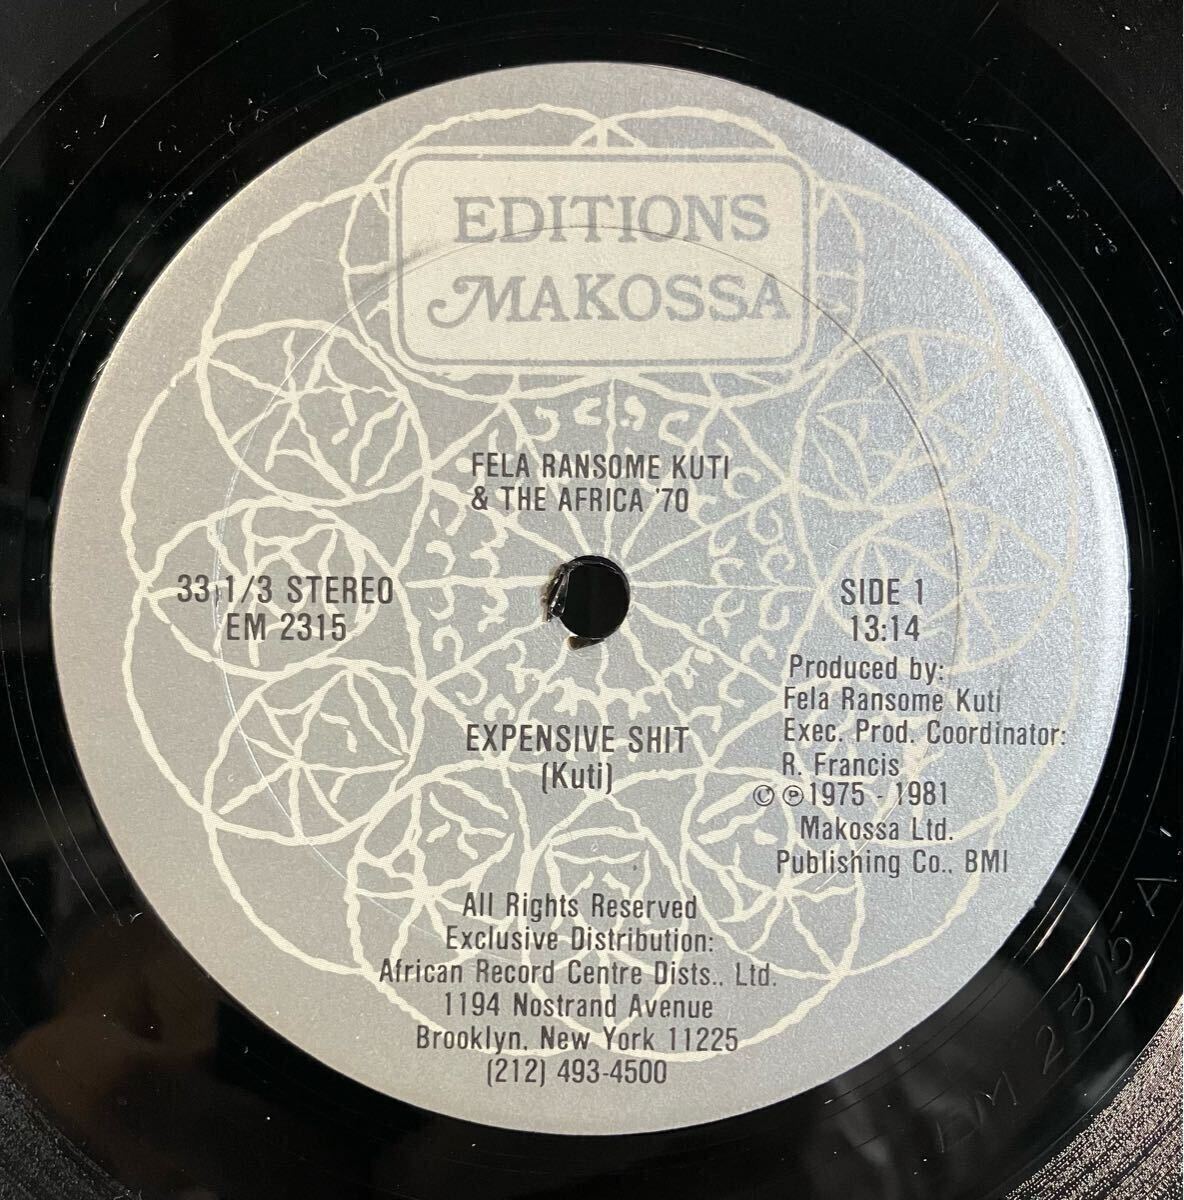 EDITIONS
MAKOSSA
FELA RANSOME KUTI
& THE AFRICA '70
33 1/3 STEREO
EM 2315
SIDE 1
13:14
Produced by:
Fela Ransome Kuti
Exec. Prod. Coordinator:
R. Francis
© ℗ 1975 - 1981
Makossa Ltd.
Publishing Co., BMI
EXPENSIVE SHIT
(Kuti)
All Rights Reserved
Exclusive Distribution:
African Record Centre Dists., Ltd.
1194 Nostrand Avenue
Brooklyn, New York 11225
(212) 493-4500
EM 2315-A